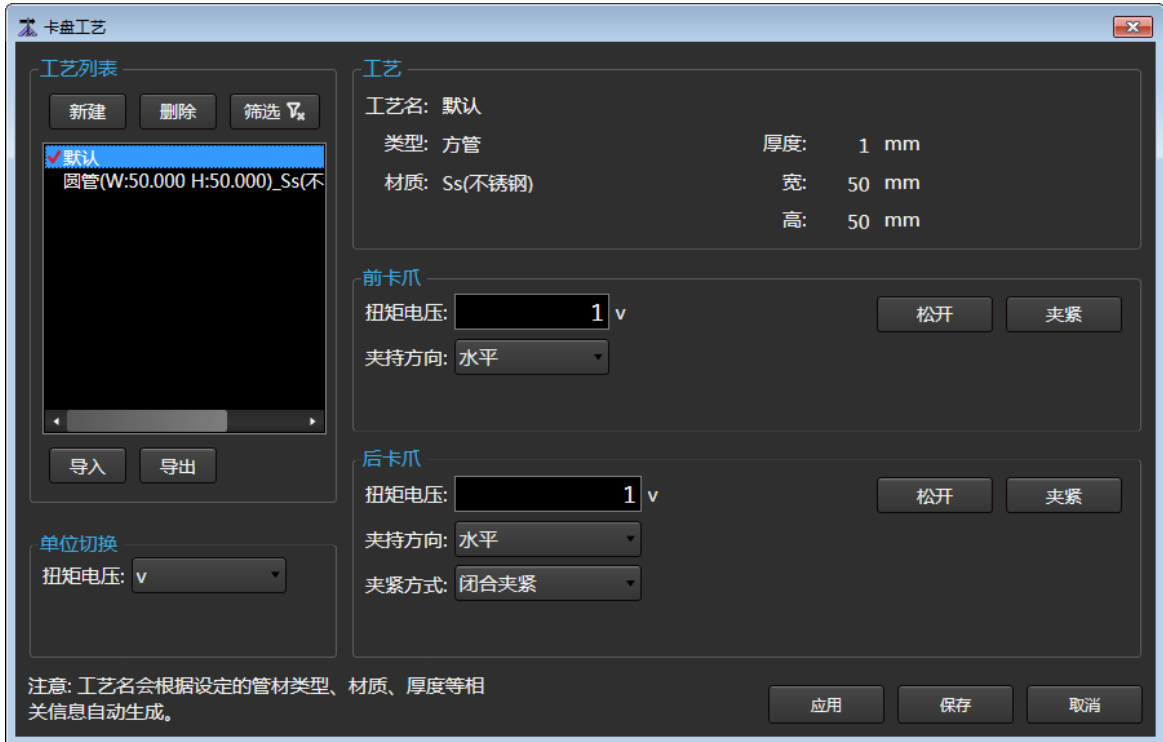 卡盘工艺
工艺列表
新建 删除 筛选
默认
圆管(W:50.000 H:50.000)_Ss(不
导入 导出
单位切换
扭矩电压: v
工艺
工艺名: 默认
类型: 方管 厚度: 1 mm
材质: Ss(不锈钢) 宽: 50 mm
高: 50 mm
前卡爪
扭矩电压: 1 v 松开 夹紧
夹持方向: 水平
后卡爪
扭矩电压: 1 v 松开 夹紧
夹持方向: 水平
夹紧方式: 闭合夹紧
注意: 工艺名会根据设定的管材类型、材质、厚度等相
关信息自动生成。
应用 保存 取消